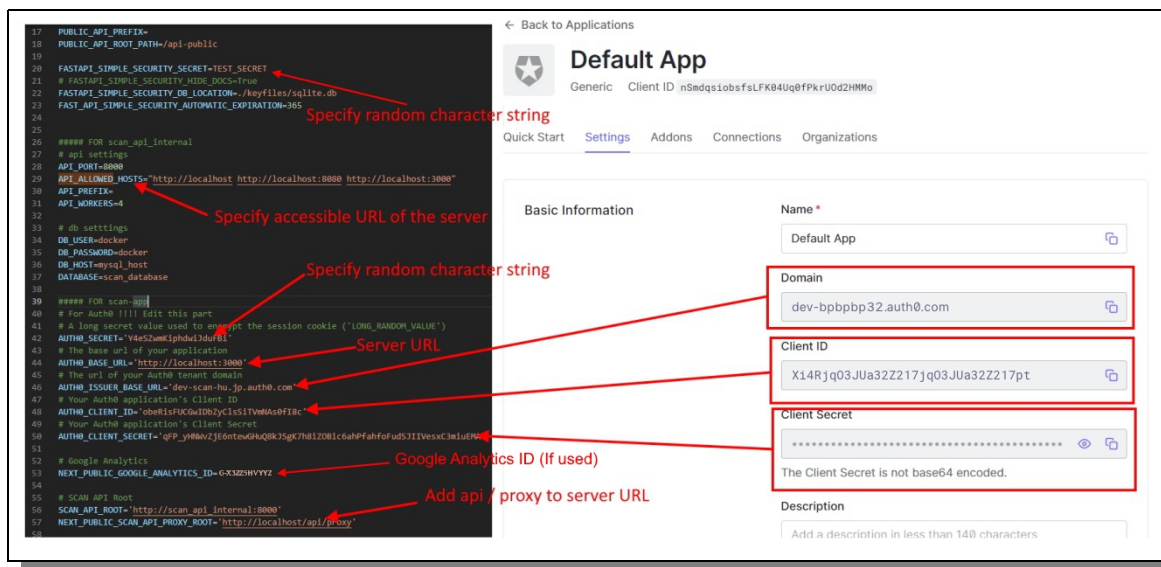 17 PUBLIC_API_PREFIX=
18 PUBLIC_API_ROOT_PATH=/api-public
19
20 FASTAPI_SIMPLE_SECURITY_SECRET=TEST_SECRET
21 # FASTAPI_SIMPLE_SECURITY_HIDE_DOCS=True
22 FASTAPI_SIMPLE_SECURITY_DB_LOCATION=./keyfiles/sqlite.db
23 FAST_API_SIMPLE_SECURITY_AUTOMATIC_EXPIRATION=365
Specify random character string
24
25
26 ##### FOR scan_api_internal
27 # api settings
28 API_PORT=8000
29 API_ALLOWED_HOSTS="http://localhost http://localhost:8080 http://localhost:3000"
30 API_PREFIX=
31 API_WORKERS=4
Specify accessible URL of the server
32
33 # db setttings
34 DB_USER=docker
35 DB_PASSWORD=docker
36 DB_HOST=mysql_host
Specify random character string
37 DATABASE=scan_database
38
39 ##### FOR scan-app
40 # For Auth0 !!!! Edit this part
41 # A long secret value used to encrypt the session cookie ('LONG_RANDOM_VALUE')
42 AUTH0_SECRET='Y4e5ZwmKiphdwiJduFBi'
43 # The base url of your application
Server URL
44 AUTH0_BASE_URL='http://localhost:3000'
45 # The url of your Auth0 tenant domain
46 AUTH0_ISSUER_BASE_URL='dev-scan-hu.jp.auth0.com'
47 # Your Auth0 application's Client ID
48 AUTH0_CLIENT_ID='obeRisFUCGwIDbZyClsSiTVmNAs0fI8c'
49 # Your Auth0 application's Client Secret
50 AUTH0_CLIENT_SECRET='qFP_yHNWvZjE6ntewGHuQ8kJ5gK7h8iZOBic6ahPfahfoFud5JIIVesxC3miuEMA
51
52 # Google Analytics
Google Analytics ID (If used)
53 NEXT_PUBLIC_GOOGLE_ANALYTICS_ID=G-X3ZZ5HVYYZ
54
55 # SCAN API Root
Add api / proxy to server URL
56 SCAN_API_ROOT='http://scan_api_internal:8000'
57 NEXT_PUBLIC_SCAN_API_PROXY_ROOT='http://localhost/api/proxy'
58
← Back to Applications
Default App
Generic Client ID nSmdqsiobsfsLFK04Uq0fPkrUOd2HMMo
Quick Start Settings Addons Connections Organizations
Basic Information
Name *
Default App
Domain
dev-bpbpbp32.auth0.com
Client ID
Xi4Rjq03JUa32Z217jq03JUa32Z217pt
Client Secret
The Client Secret is not base64 encoded.
Description
Add a description in less than 140 characters